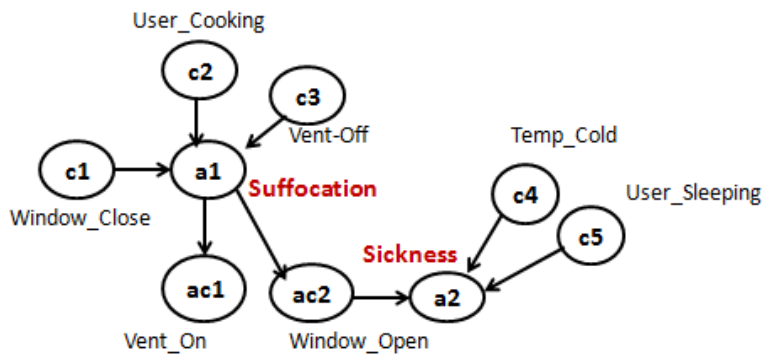 User_Cooking
c2
c3
Vent-Off
Temp_Cold
c1
a1
Suffocation
c4
User_Sleeping
Window_Close
c5
Sickness
ac1
ac2
a2
Vent_On
Window_Open